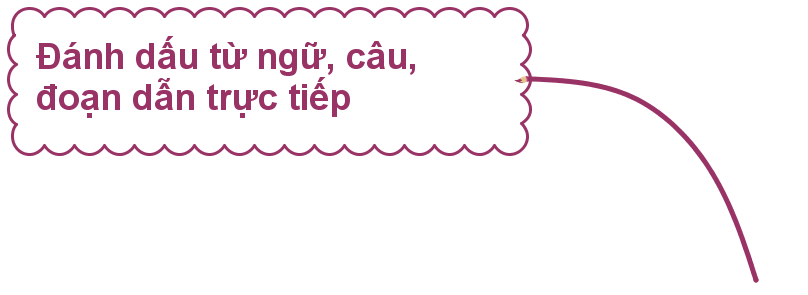 Đánh dấu từ ngữ, câu,
đoạn dẫn trực tiếp